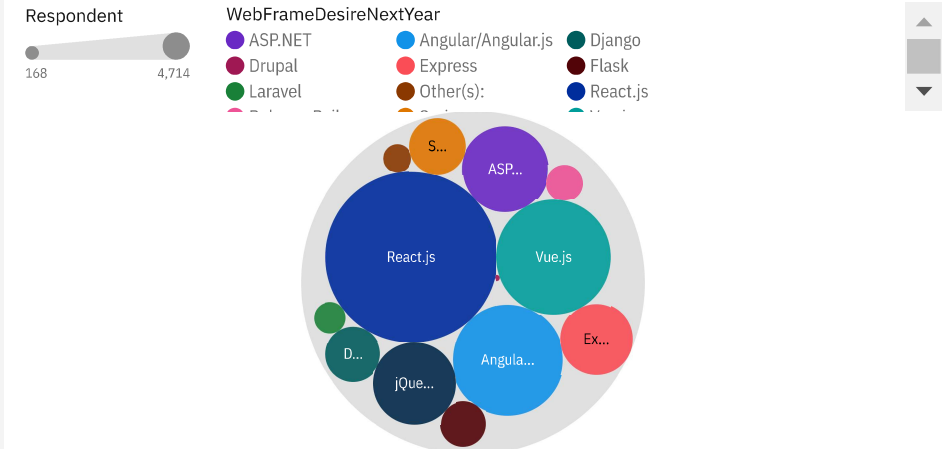 Respondent
168 4,714
WebFrameDesireNextYear
ASP.NET Angular/Angular.js Django
Drupal Express Flask
Laravel Other(s): React.js
S...
ASP...
React.js Vue.js
Ex...
D... Angula...
jQue...